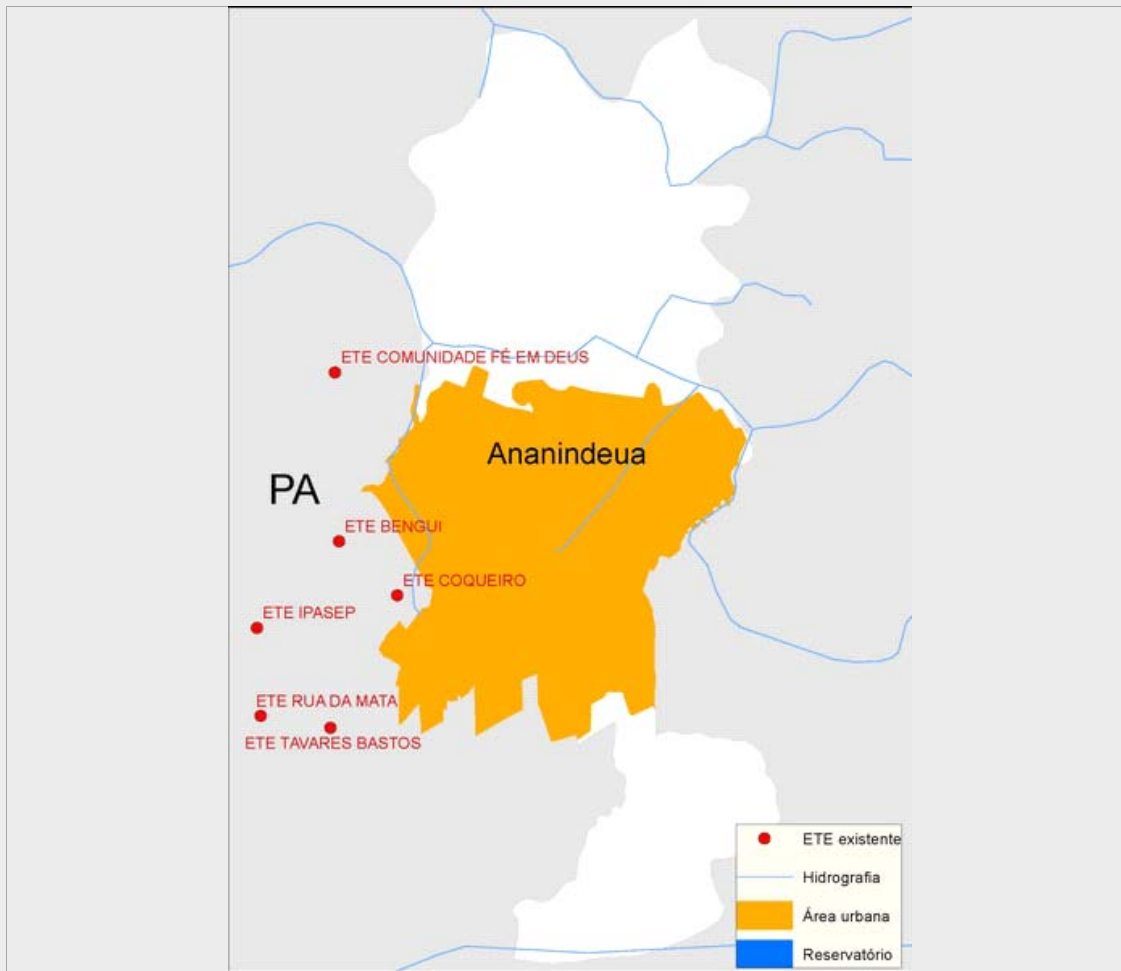 ETE COMUNIDADE FÉ EM DEUS
Ananindeua
PA
ETE BENGUI
ETE COQUEIRO
ETE IPASEP
ETE RUA DA MATA
ETE TAVARES BASTOS
ETE existente
Hidrografia
Área urbana
Reservatório